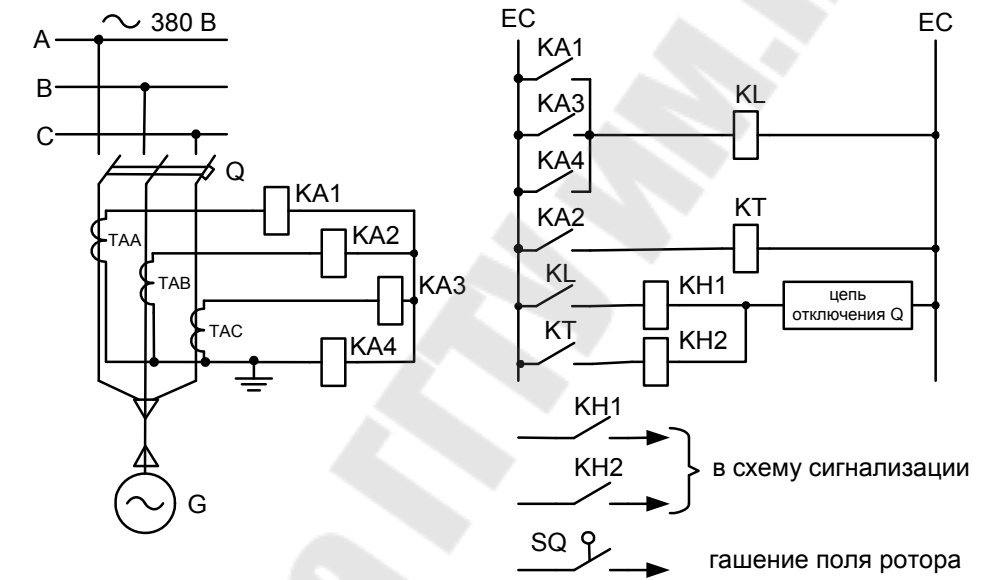 380 В
A
B
C
Q
KA1
KA2
KA3
KA4
TAA
TAB
TAC
G
EC
EC
KA1
KA3
KA4
KL
KA2
KT
KL
KH1
цепь
отключения Q
KT
KH2
KH1
KH2
в схему сигнализации
SQ
гашение поля ротора